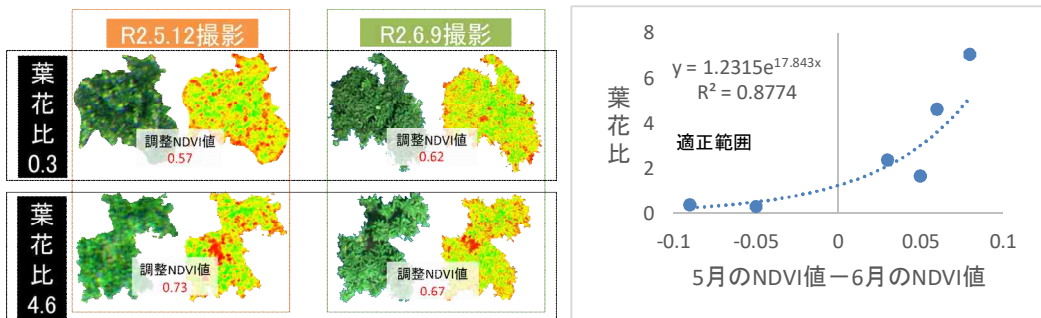 R2.5.12撮影
R2.6.9撮影
葉花比
0.3
調整NDVI値
0.57
調整NDVI値
0.62
葉花比
4.6
調整NDVI値
0.73
調整NDVI値
0.67
8
6
4
2
0
葉花比
y = 1.2315e^17.843x
R² = 0.8774
適正範囲
-0.1
-0.05
0
0.05
0.1
5月のNDVI値ー6月のNDVI値